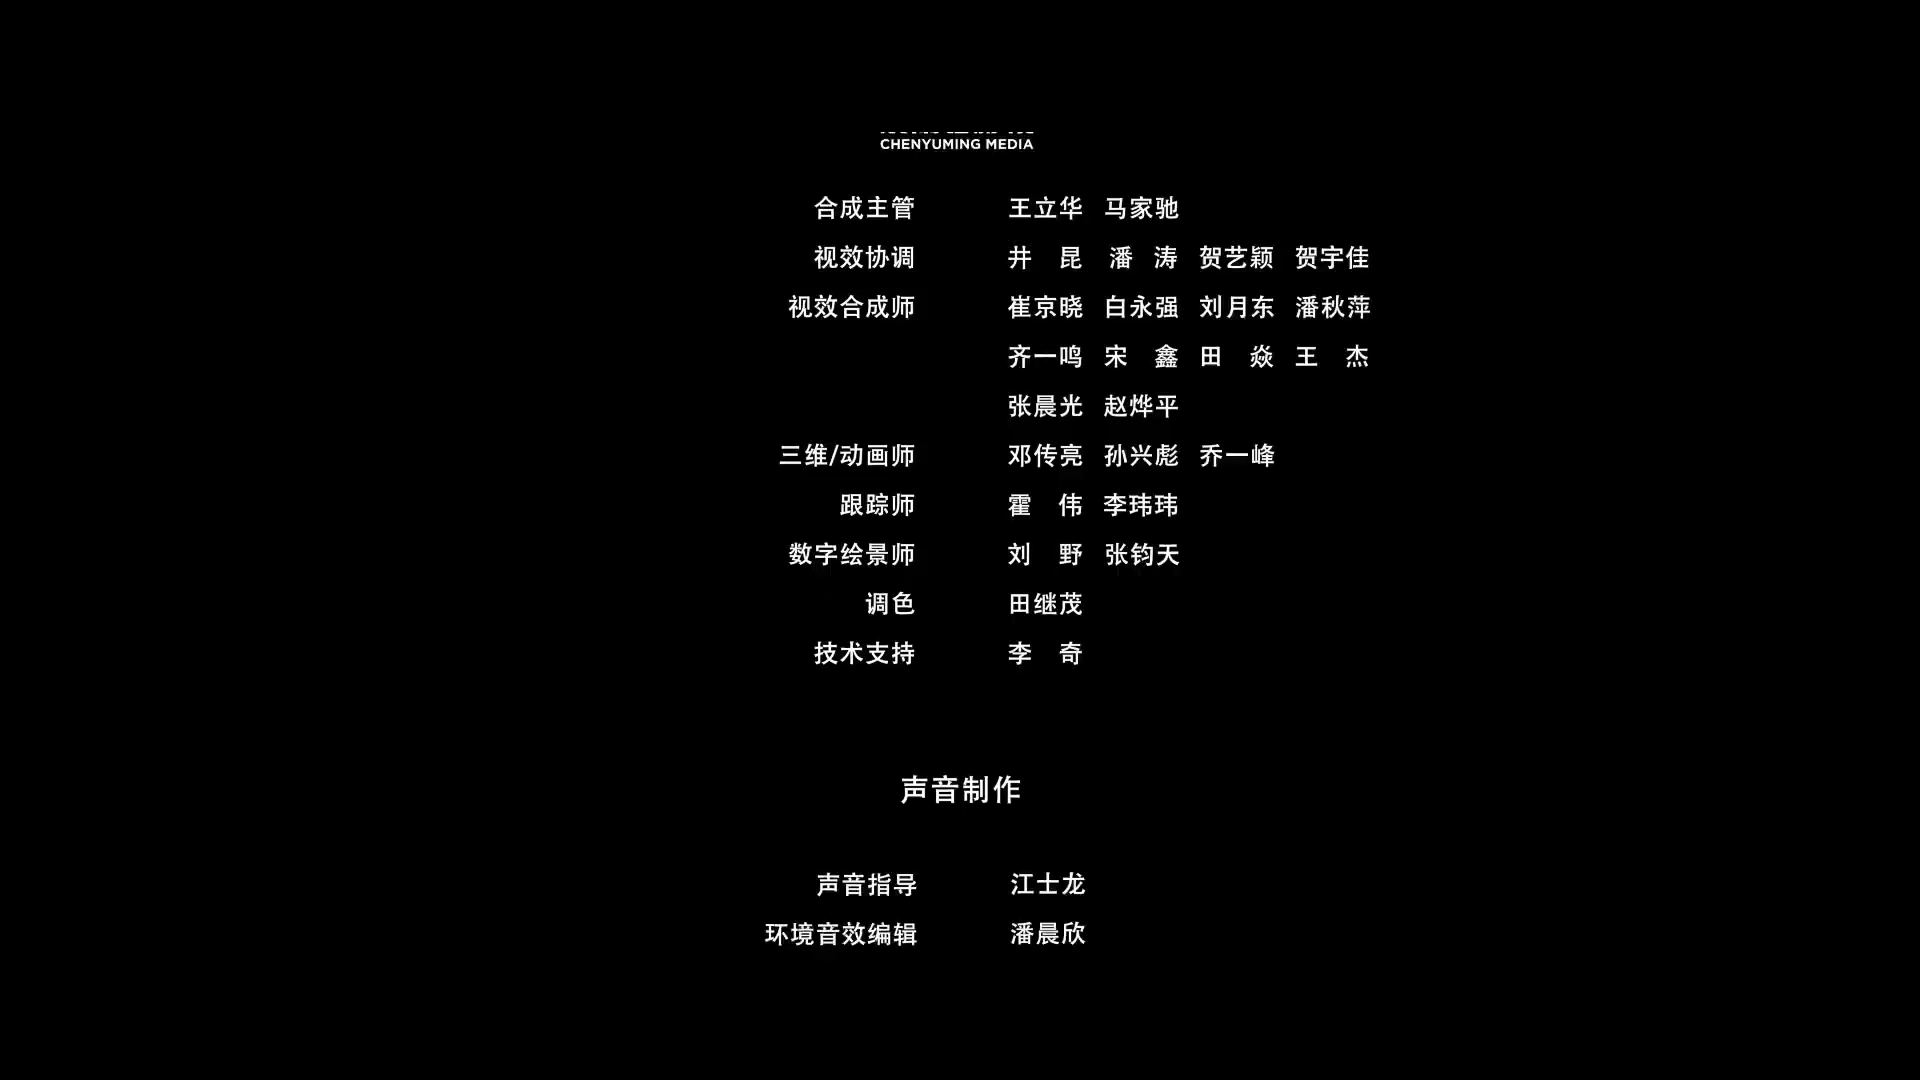 CHENYUMING MEDIA
合成主管 王立华 马家驰
视效协调 井 昆 潘 涛 贺艺颖 贺宇佳
视效合成师 崔京晓 白永强 刘月东 潘秋萍
齐一鸣 宋 鑫 田 焱 王 杰
张晨光 赵烨平
三维/动画师 邓传亮 孙兴彪 乔一峰
跟踪师 霍 伟 李玮玮
数字绘景师 刘 野 张钧天
调色 田继茂
技术支持 李 奇
声音制作
声音指导 江士龙
环境音效编辑 潘晨欣